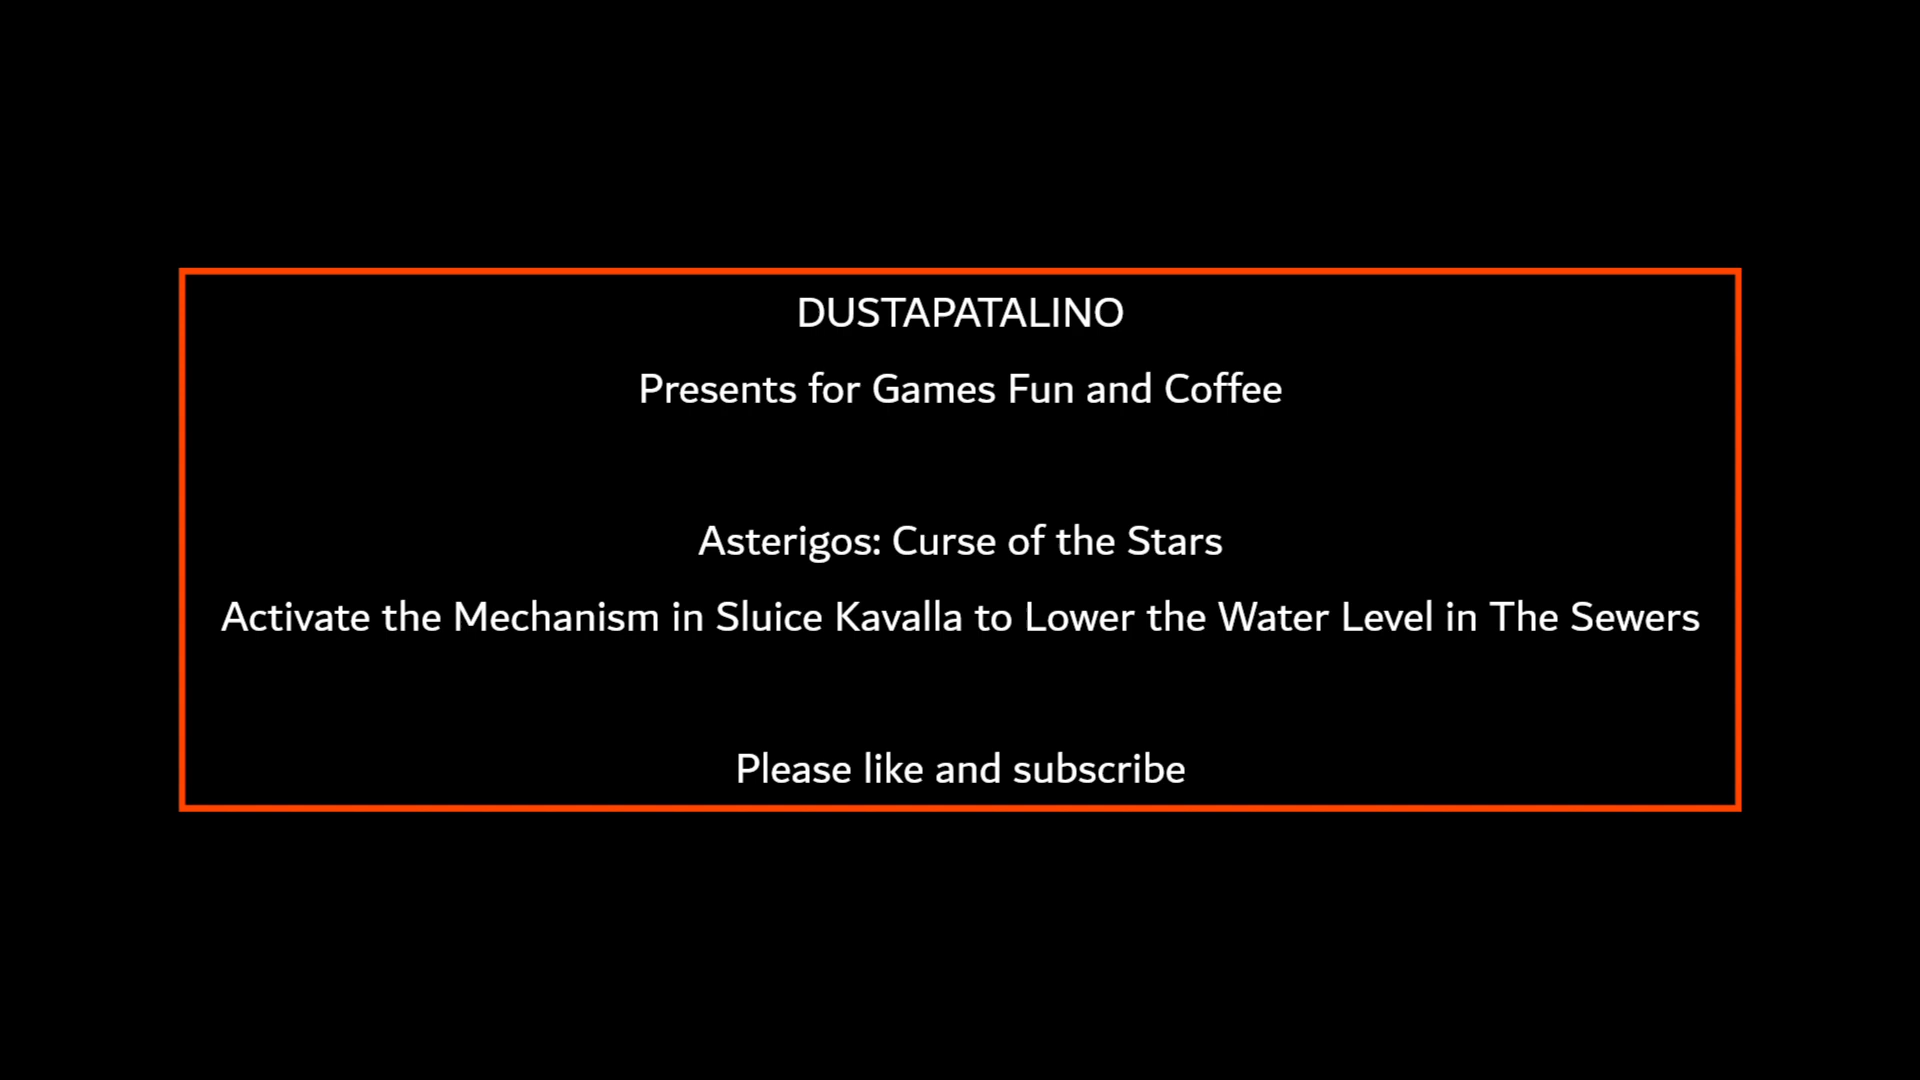 DUSTAPATALINO
Presents for Games Fun and Coffee
Asterigos: Curse of the Stars
Activate the Mechanism in Sluice Kavalla to Lower the Water Level in The Sewers
Please like and subscribe